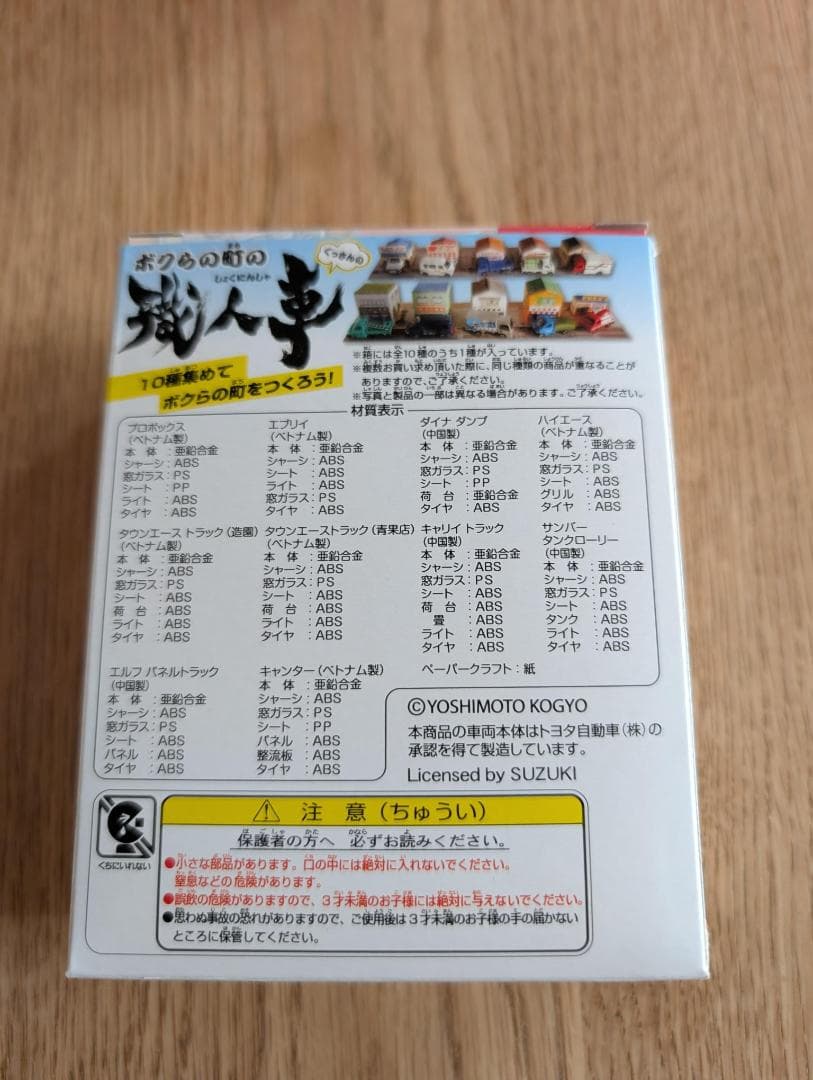 ボクらの町の
くっきんの
しょくにんしゃ
職人車
10種集めて
ボクらの町をつくろう!
※箱には全10種のうち1種が入っています。
※複数お買い求め頂いた際に、同じ種類の商品が重なることが
ありますので、ご了承ください。
※写真と製品の一部は異なる場合があります。ご了承ください。
材質表示
プロボックス
(ベトナム製)
本体:亜鉛合金
シャーシ:ABS
窓ガラス:PS
シート:PP
ライト:ABS
タイヤ:ABS
エブリイ
(ベトナム製)
本体:亜鉛合金
シャーシ:ABS
シート:ABS
ライト:ABS
窓ガラス:PS
タイヤ:ABS
ダイナ ダンプ
(中国製)
本体:亜鉛合金
シャーシ:ABS
窓ガラス:PS
シート:PP
荷台:亜鉛合金
タイヤ:ABS
ハイエース
(ベトナム製)
本体:亜鉛合金
シャーシ:ABS
窓ガラス:PS
シート:ABS
グリル:ABS
タイヤ:ABS
タウンエース トラック(造園)
(ベトナム製)
本体:亜鉛合金
シャーシ:ABS
窓ガラス:PS
シート:ABS
荷台:ABS
ライト:ABS
タイヤ:ABS
タウンエーストラック(青果店)
(ベトナム製)
本体:亜鉛合金
シャーシ:ABS
窓ガラス:PS
シート:ABS
荷台:ABS
ライト:ABS
タイヤ:ABS
キャリイ トラック
(中国製)
本体:亜鉛合金
シャーシ:ABS
窓ガラス:PS
シート:ABS
荷台:ABS
畳:ABS
ライト:ABS
タイヤ:ABS
サンバー
タンクローリー
(中国製)
本体:亜鉛合金
シャーシ:ABS
窓ガラス:PS
シート:ABS
タンク:ABS
ライト:ABS
タイヤ:ABS
エルフ パネルトラック
(中国製)
本体:亜鉛合金
シャーシ:ABS
窓ガラス:PS
シート:ABS
パネル:ABS
タイヤ:ABS
キャンター(ベトナム製)
本体:亜鉛合金
シャーシ:ABS
窓ガラス:PS
シート:PP
パネル:ABS
整流板:ABS
タイヤ:ABS
ペーパークラフト:紙
©YOSHIMOTO KOGYO
本商品の車両本体はトヨタ自動車(株)の
承認を得て製造しています。
Licensed by SUZUKI
くちにいれない
注意(ちゅうい)
保護者の方へ 必ずお読みください。
●小さな部品があります。口の中には絶対に入れないでください。
窒息などの危険があります。
●誤飲の危険がありますので、3才未満のお子様には絶対に与えないでください。
●思わぬ事故の恐れがありますので、ご使用後は3才未満のお子様の手の届かない
ところに保管してください。